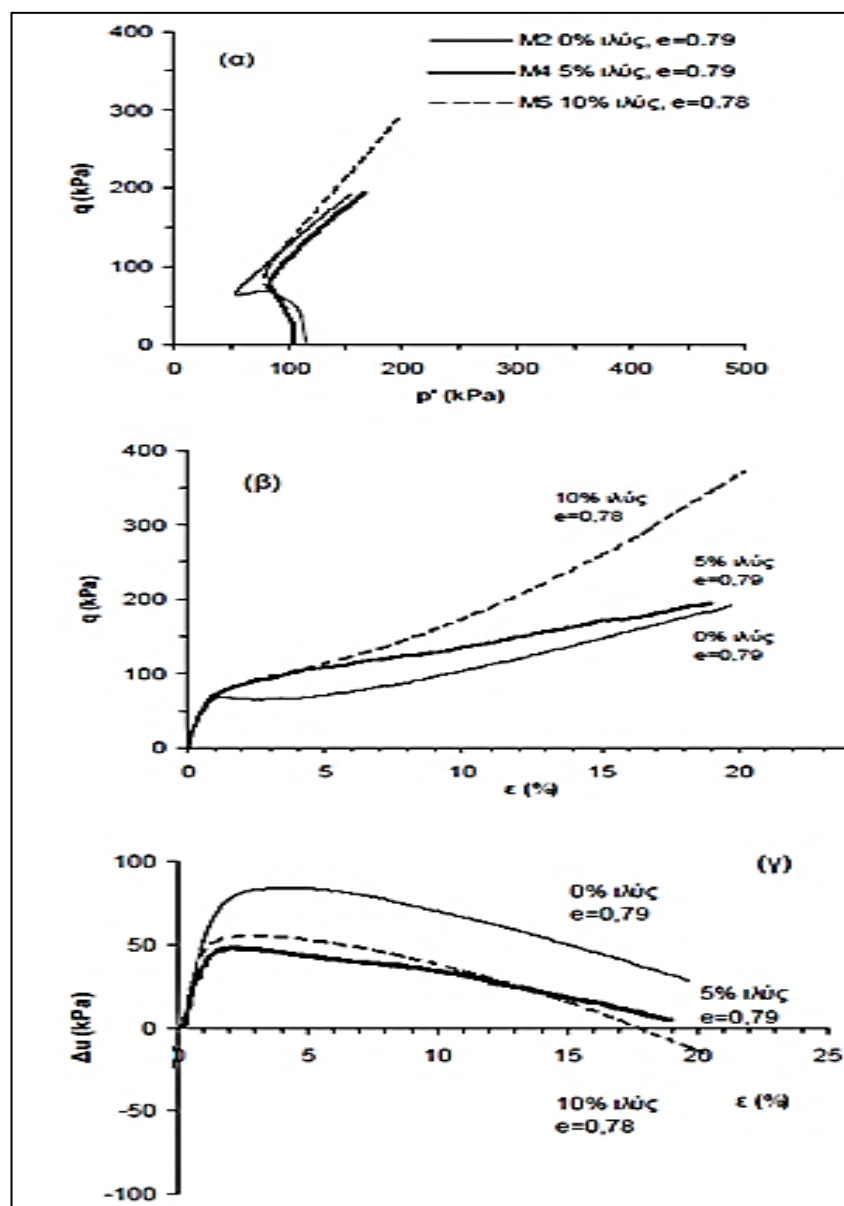 400
300
200
100
0
q (kPa)
(α)
M2 0% ιλύς, e=0.79
M4 5% ιλύς, e=0.79
M5 10% ιλύς, e=0.78
0
100
200
300
400
500
p' (kPa)
400
300
200
100
0
q (kPa)
(β)
10% ιλύς
e=0,78
5% ιλύς
e=0,79
0% ιλύς
e=0,79
0
5
10
15
20
ε (%)
100
50
0
-50
-100
Δu (kPa)
(γ)
0% ιλύς
e=0,79
5% ιλύς
e=0,79
0
5
10
15
20
25
10% ιλύς
e=0,78
ε (%)